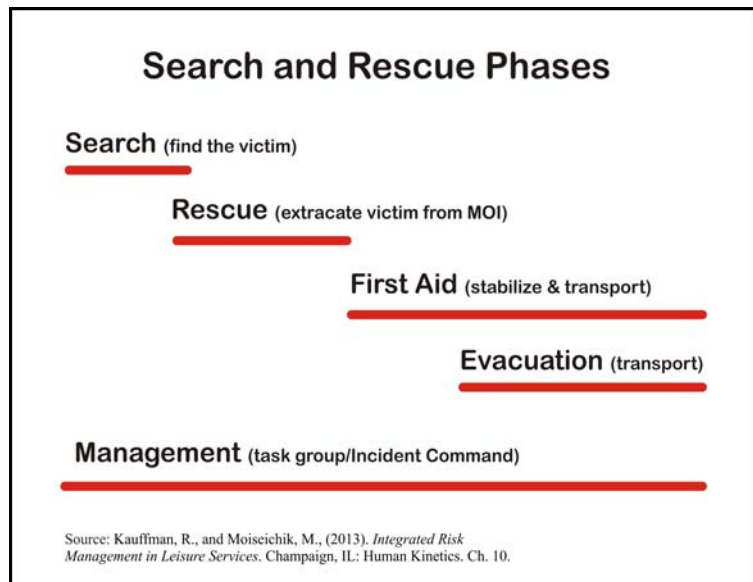 Search and Rescue Phases
Search (find the victim)
Rescue (extracate victim from MOI)
First Aid (stabilize & transport)
Evacuation (transport)
Management (task group/Incident Command)
Source: Kauffman, R., and Moiseichik, M., (2013). Integrated Risk
Management in Leisure Services. Champaign, IL: Human Kinetics. Ch. 10.